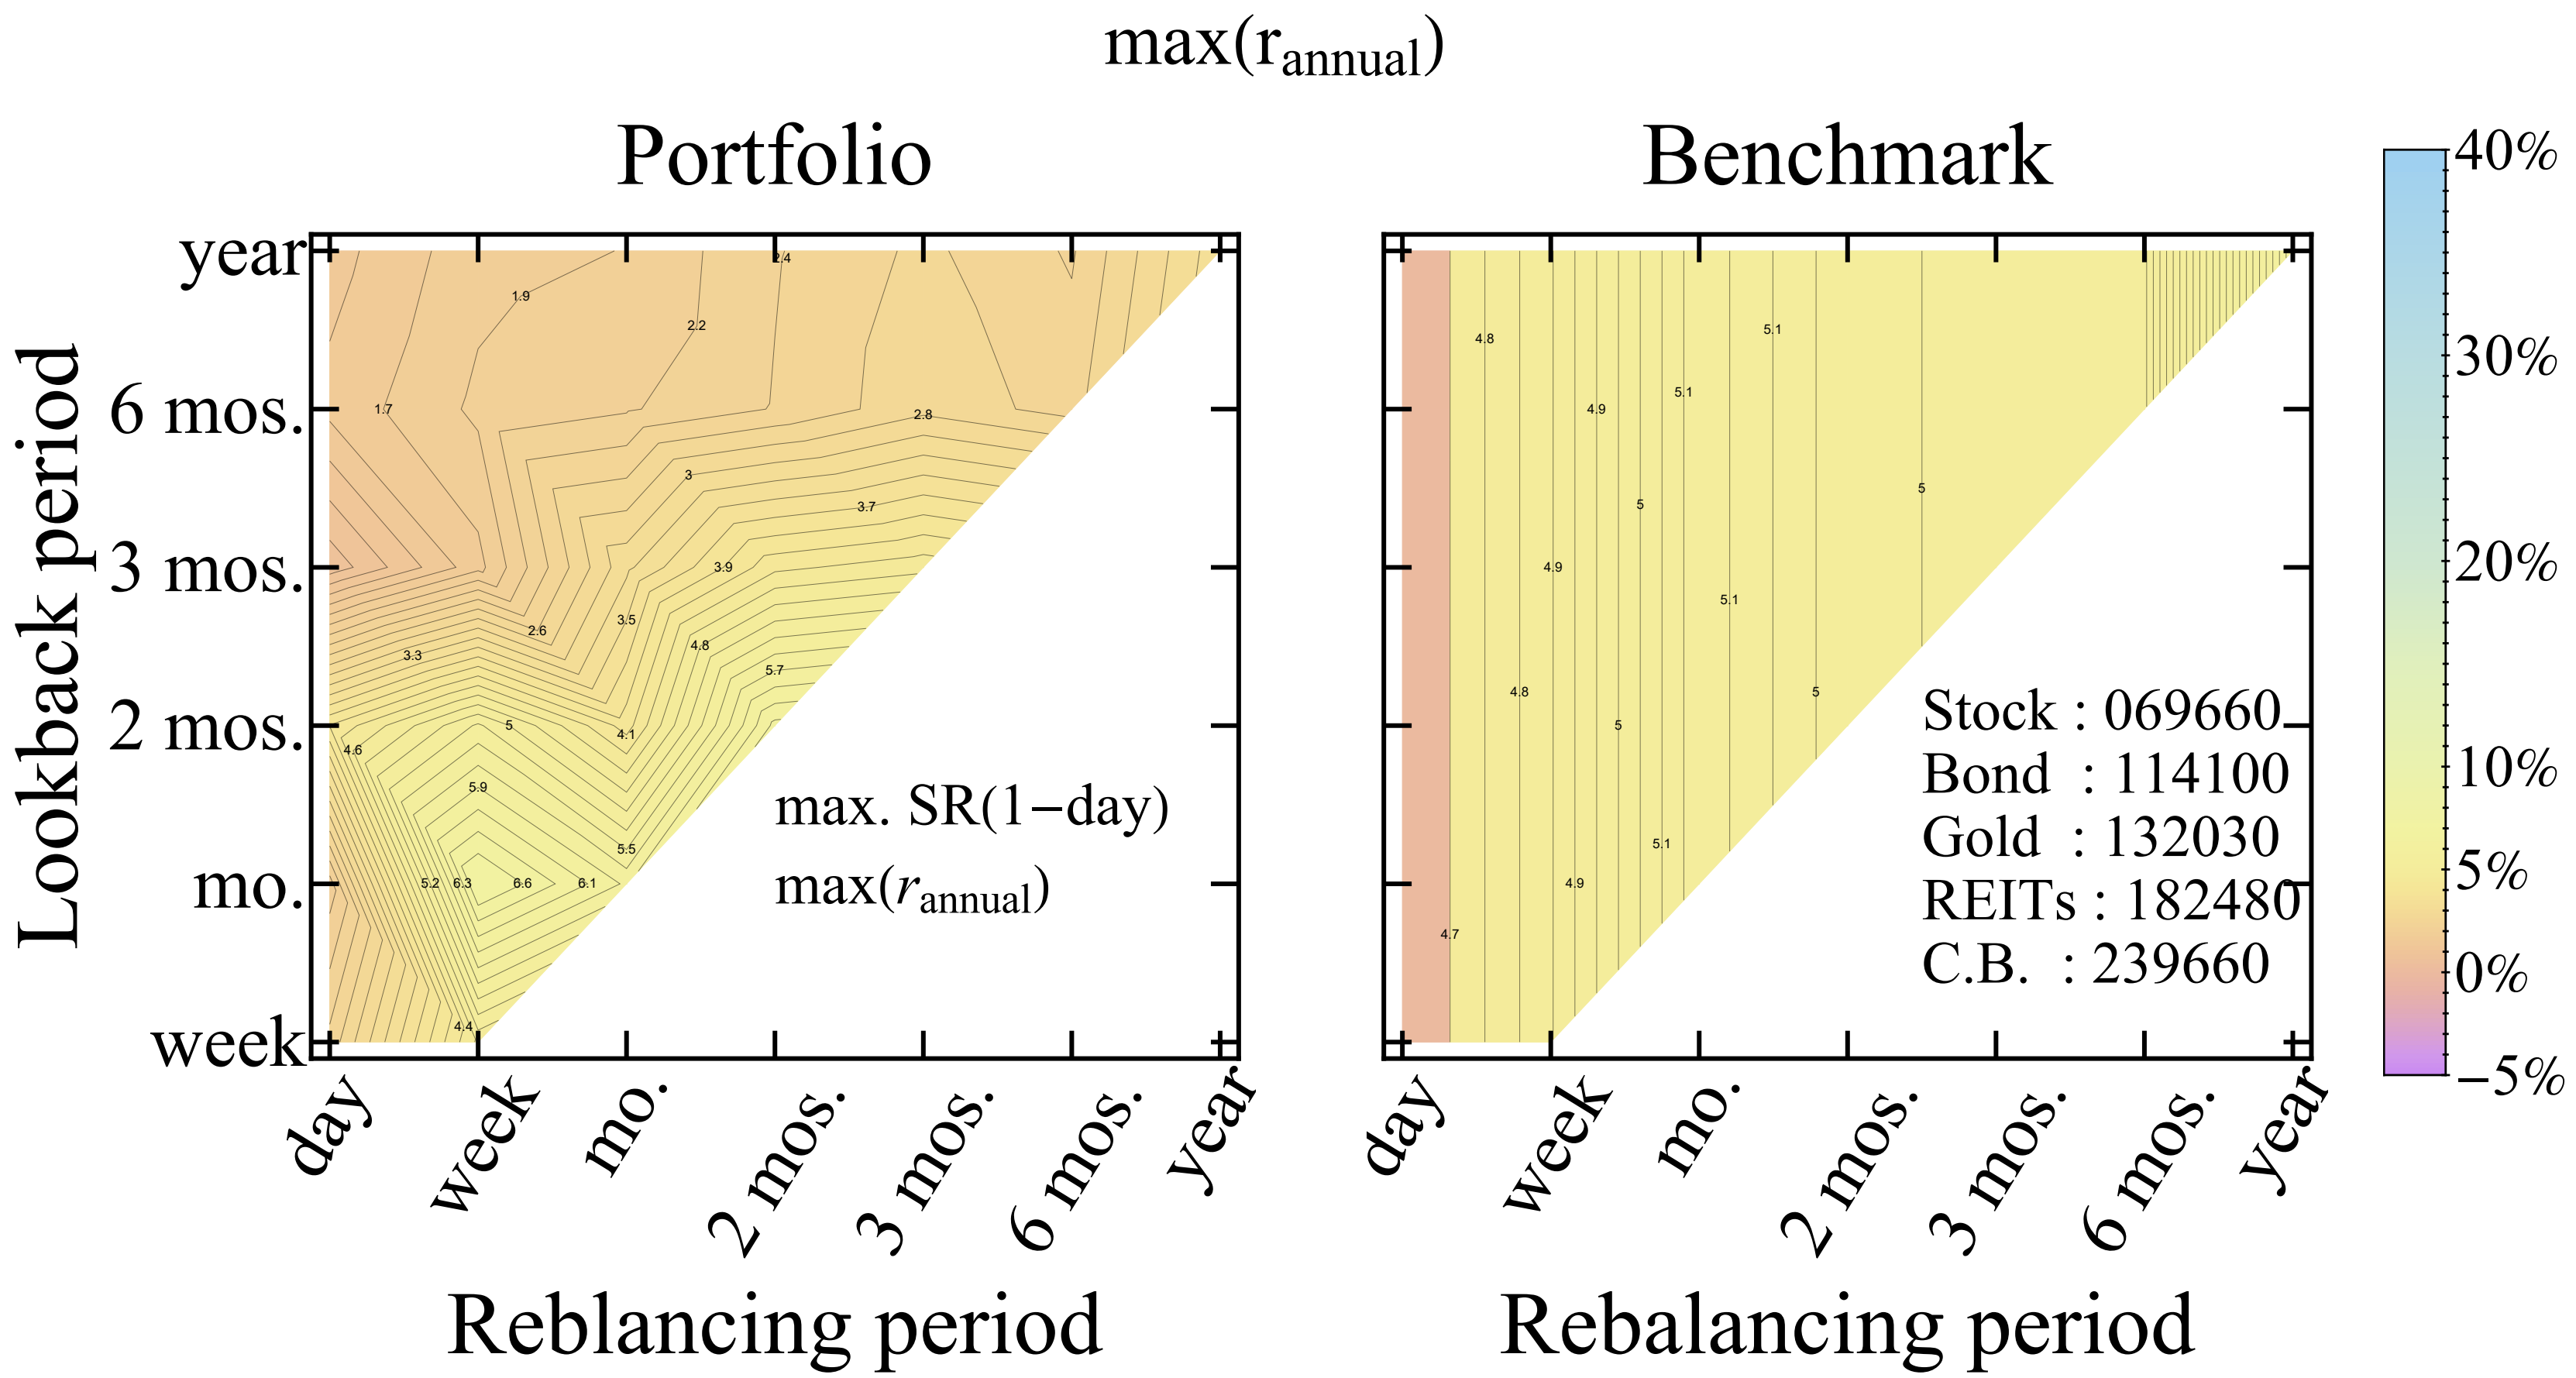 max(r_annual)
Portfolio
Benchmark
Lookback period
year
6 mos.
3 mos.
2 mos.
mo.
week
2.4
1.9
2.2
1.7
2.8
3
3.7
3.9
3.5
2.6
4.8
3.3
5.7
5
4.1
4.6
5.9
5.5
5.2
6.3
6.6
6.1
4.4
max. SR(1−day)
max(r_annual)
day
week
mo.
2 mos.
3 mos.
6 mos.
year
Reblancing period
5.1
4.8
5.1
4.9
5
5
4.9
5.1
4.8
5
5
5.1
4.9
4.7
Stock : 069660
Bond : 114100
Gold : 132030
REITs : 182480
C.B. : 239660
day
week
mo.
2 mos.
3 mos.
6 mos.
year
Rebalancing period
40%
30%
20%
10%
5%
0%
−5%